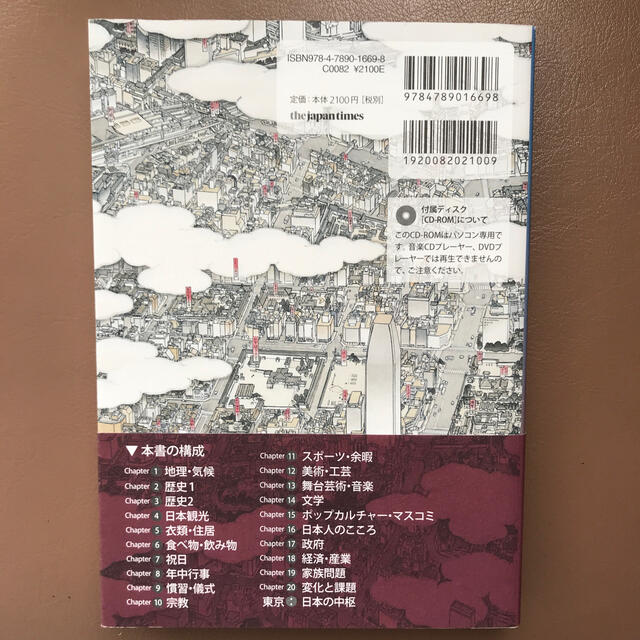 ISBN978-4-7890-1669-8
C0082 ¥2100E
定価:本体2100円[税別]
the japan times
9784789016698
1920082021009
付属ディスク
[CD-ROM]について
このCD-ROMはパソコン専用で
す。音楽CDプレーヤー、DVDプ
レーヤーでは再生できませんの
で、ご注意ください。
▼本書の構成
Chapter 1 地理・気候
Chapter 2 歴史1
Chapter 3 歴史2
Chapter 4 日本観光
Chapter 5 衣類・住居
Chapter 6 食べ物・飲み物
Chapter 7 祝日
Chapter 8 年中行事
Chapter 9 慣習・儀式
Chapter 10 宗教
Chapter 11 スポーツ・余暇
Chapter 12 美術・工芸
Chapter 13 舞台芸術・音楽
Chapter 14 文学
Chapter 15 ポップカルチャー・マスコミ
Chapter 16 日本人のこころ
Chapter 17 政府
Chapter 18 経済・産業
Chapter 19 家族問題
Chapter 20 変化と課題
東京:日本の中枢